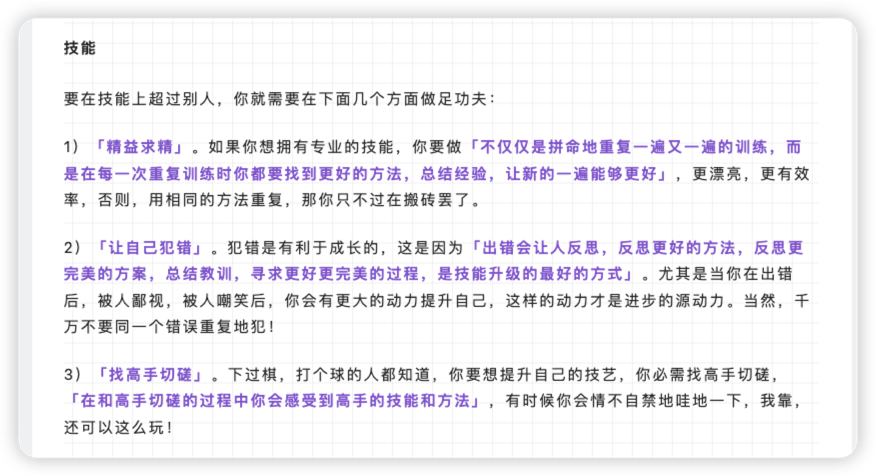 技能
要在技能上超过别人，你就需要在下面几个方面做足功夫：
1）「精益求精」。如果你想拥有专业的技能，你要做「不仅仅是拼命地重复一遍又一遍的训练，而
是在每一次重复训练时你都要找到更好的方法，总结经验，让新的一遍能够更好」，更漂亮，更有效
率，否则，用相同的方法重复，那你只不过在搬砖罢了。
2）「让自己犯错」。犯错是有利于成长的，这是因为「出错会让人反思，反思更好的方法，反思更
完美的方案，总结教训，寻求更好更完美的过程，是技能升级的最好的方式」。尤其是当你在出错
后，被人鄙视，被人嘲笑后，你会有更大的动力提升自己，这样的动力才是进步的源动力。当然，千
万不要同一个错误重复地犯！
3）「找高手切磋」。下过棋，打个球的人都知道，你要想提升自己的技艺，你必需找高手切磋，
「在和高手切磋的过程中你会感受到高手的技能和方法」，有时候你会情不自禁地哇地一下，我靠，
还可以这么玩！